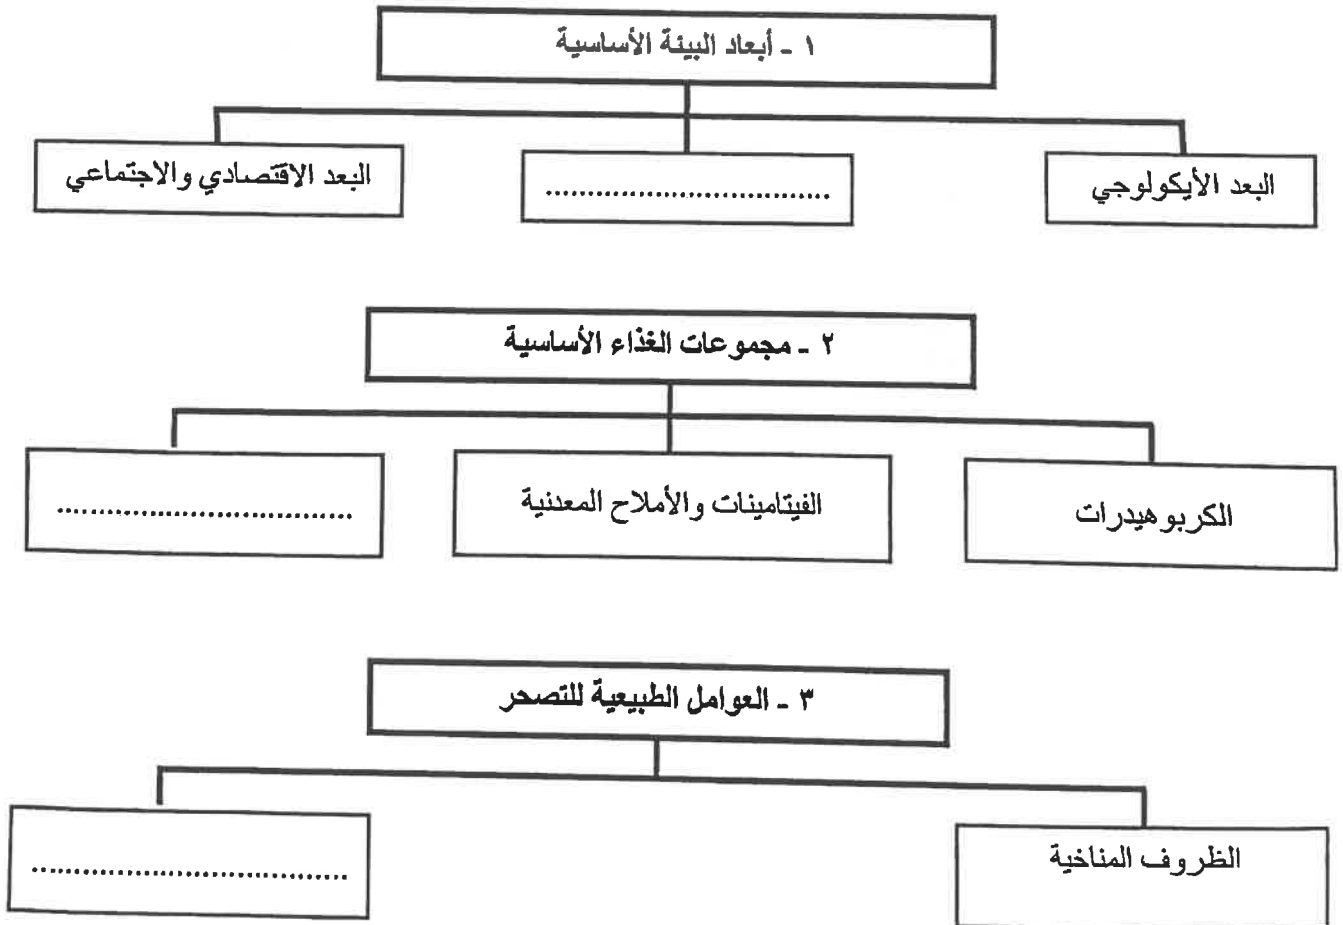 ١ - أبعاد البيئة الأساسية
البعد الأيكولوجي
................................
البعد الاقتصادي والاجتماعي
٢ - مجموعات الغذاء الأساسية
الكربوهيدرات
الفيتامينات والأملاح المعدنية
................................
٣ - العوامل الطبيعية للتصحر
الظروف المناخية
................................